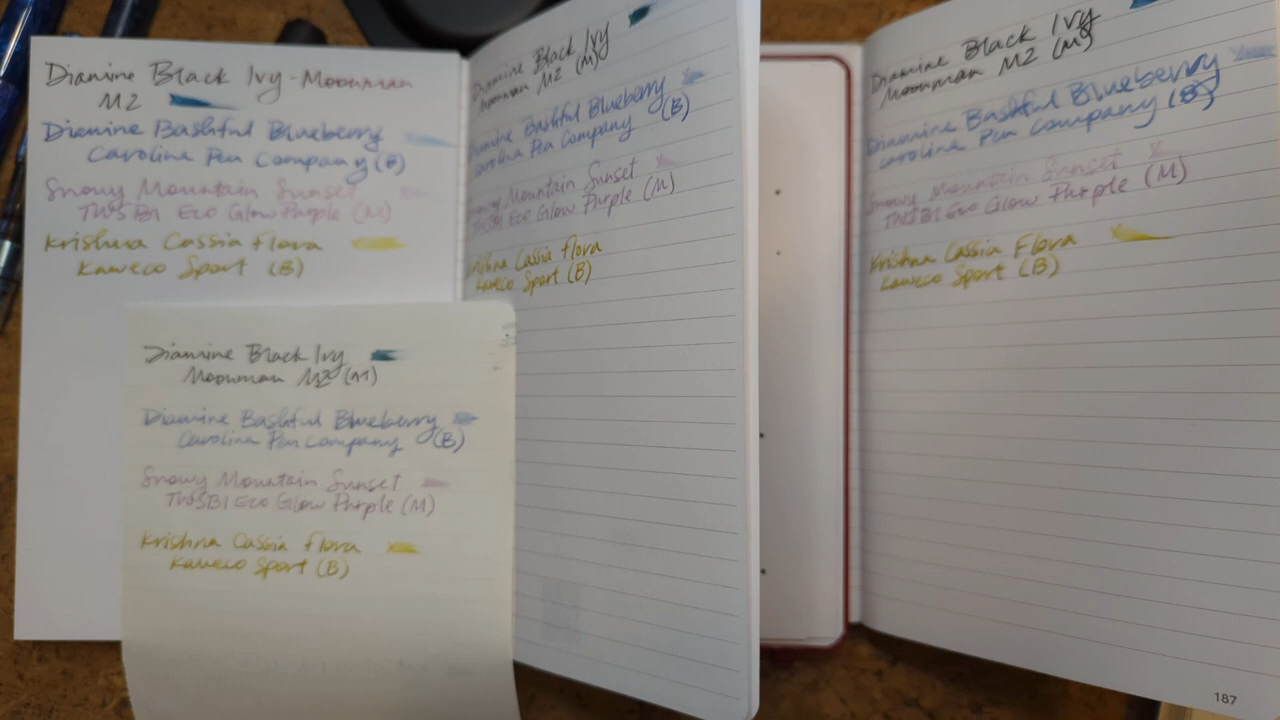 Diamine Black Ivy - Moonman
M2
Diamine Bashful Blueberry
Carolina Pen Company (B)
Snowy Mountain Sunset
TWSBI Eco Glow Purple (M)
Krishna Cassia Flora
Kaweco Sport (B)
Diamine Black Ivy
Moonman M2 (M)
Diamine Bashful Blueberry
Carolina Pen Company (B)
Snowy Mountain Sunset
TWSBI Eco Glow Purple (M)
Krishna Cassia Flora
Kaweco Sport (B)
Diamine Black Ivy
Moonman M2 (M)
Diamine Bashful Blueberry
Carolina Pen Company (B)
Snowy Mountain Sunset
TWSBI Eco Glow Purple (M)
Krishna Cassia Flora
Kaweco Sport (B)
Diamine Black Ivy
Moonman M2 (M)
Diamine Bashful Blueberry
Carolina Pen Company (B)
Snowy Mountain Sunset
TWSBI Eco Glow Purple (M)
Krishna Cassia Flora
Kaweco Sport (B)
187